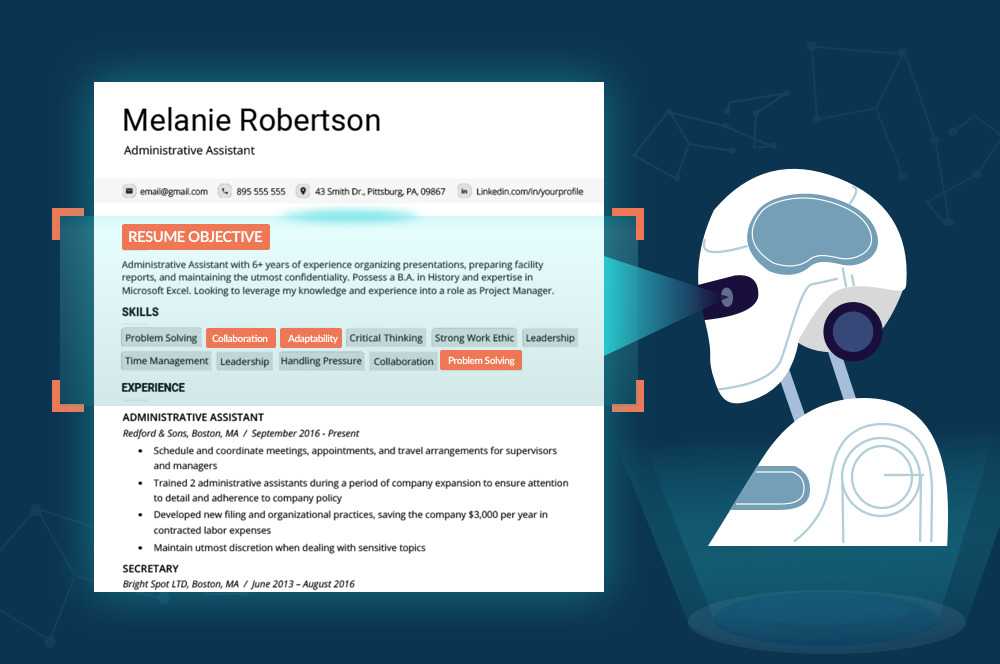 Melanie Robertson
Administrative Assistant
email@gmail.com 895 555 555 43 Smith Dr., Pittsburg, PA, 09867 in Linkedin.com/in/yourprofile
RESUME OBJECTIVE
Administrative Assistant with 6+ years of experience organizing presentations, preparing facility
reports, and maintaining the utmost confidentiality. Possess a B.A. in History and expertise in
Microsoft Excel. Looking to leverage my knowledge and experience into a role as Project Manager.
SKILLS
Problem Solving Collaboration Adaptability Critical Thinking Strong Work Ethic Leadership
Time Management Leadership Handling Pressure Collaboration Problem Solving
EXPERIENCE
ADMINISTRATIVE ASSISTANT
Redford & Sons, Boston, MA / September 2016 - Present
• Schedule and coordinate meetings, appointments, and travel arrangements for supervisors
and managers
• Trained 2 administrative assistants during a period of company expansion to ensure attention
to detail and adherence to company policy
• Developed new filing and organizational practices, saving the company $3,000 per year in
contracted labor expenses
• Maintain utmost discretion when dealing with sensitive topics
SECRETARY
Bright Spot LTD, Boston, MA / June 2013 – August 2016